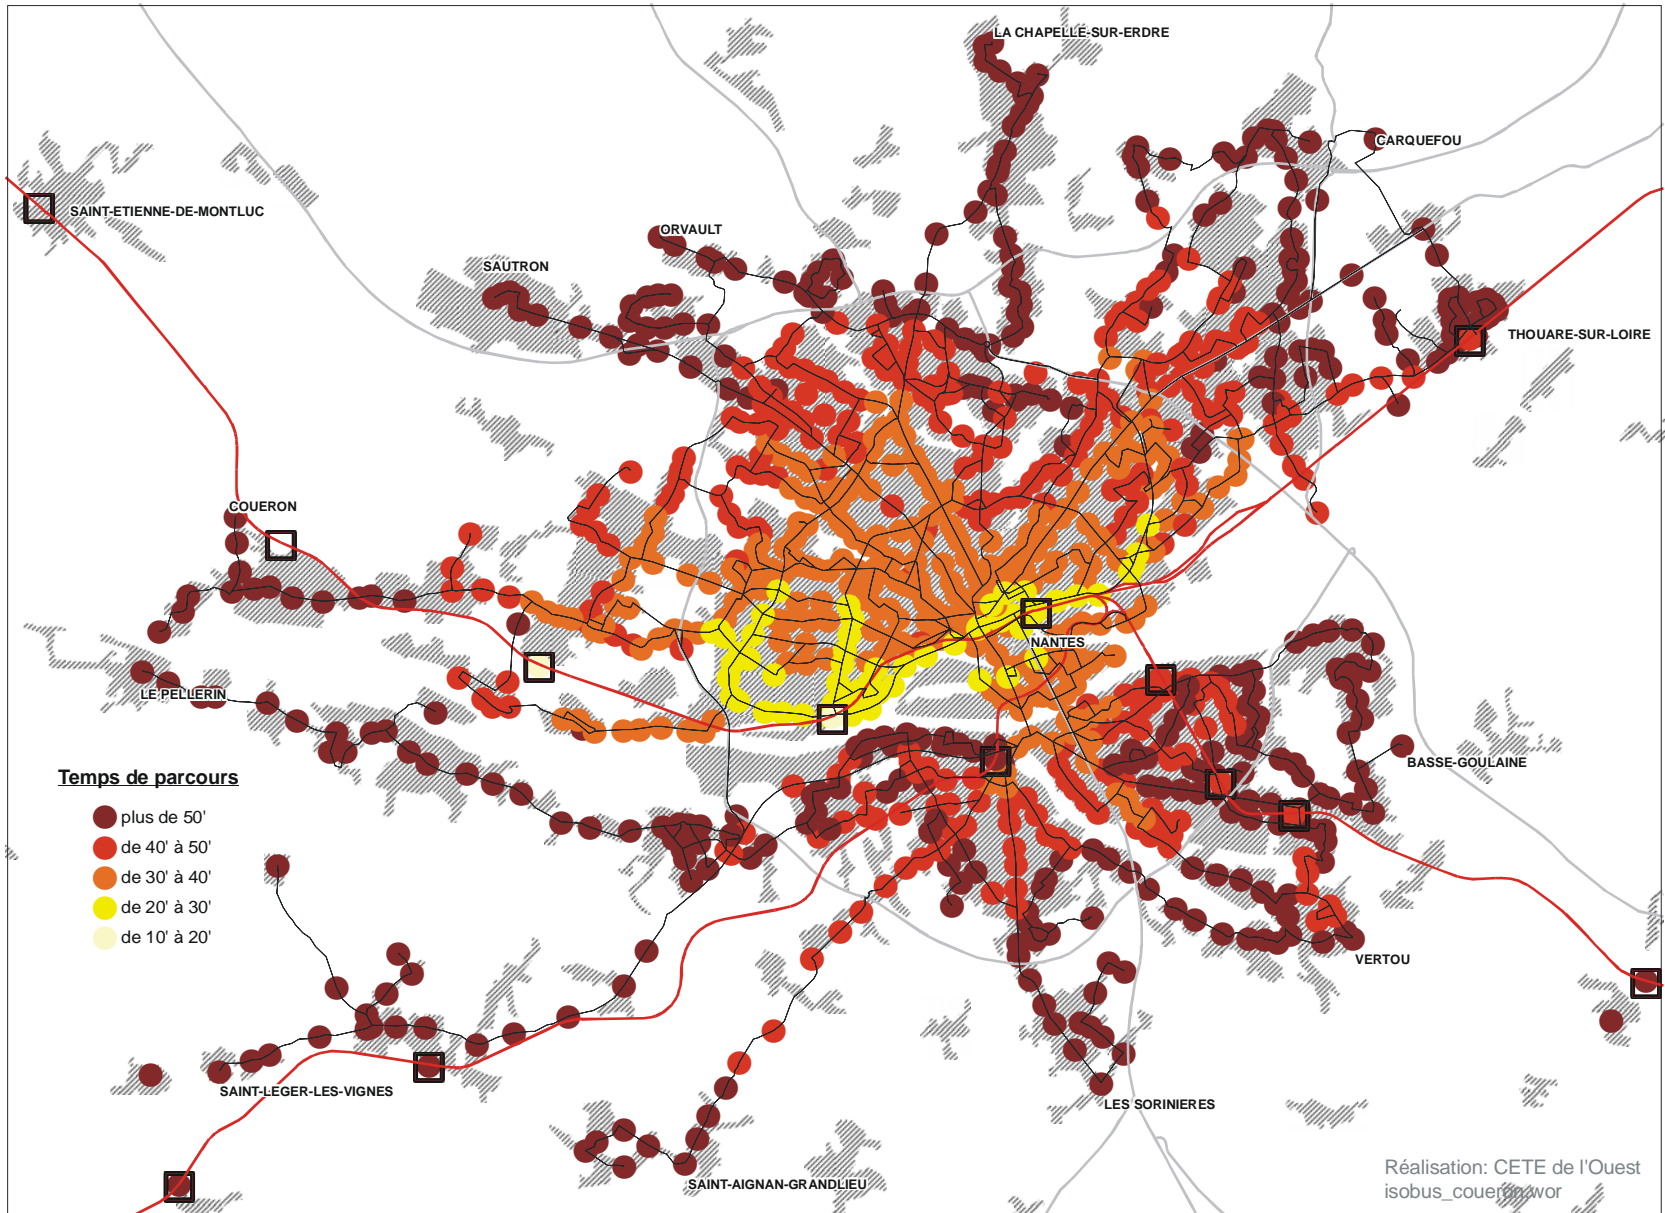 LA CHAPELLE-SUR-ERDRE
CARQUEFOU
SAINT-ETIENNE-DE-MONTLUC
ORVAULT
SAUTRON
THOUARE-SUR-LOIRE
COUERON
NANTES
LE PELLERIN
BASSE-GOULAINE
Temps de parcours
plus de 50'
de 40' à 50'
de 30' à 40'
de 20' à 30'
de 10' à 20'
VERTOU
SAINT-LEGER-LES-VIGNES
LES SORINIERES
SAINT-AIGNAN-GRANDLIEU
Réalisation: CETE de l'Ouest
isobus_coueron.wor